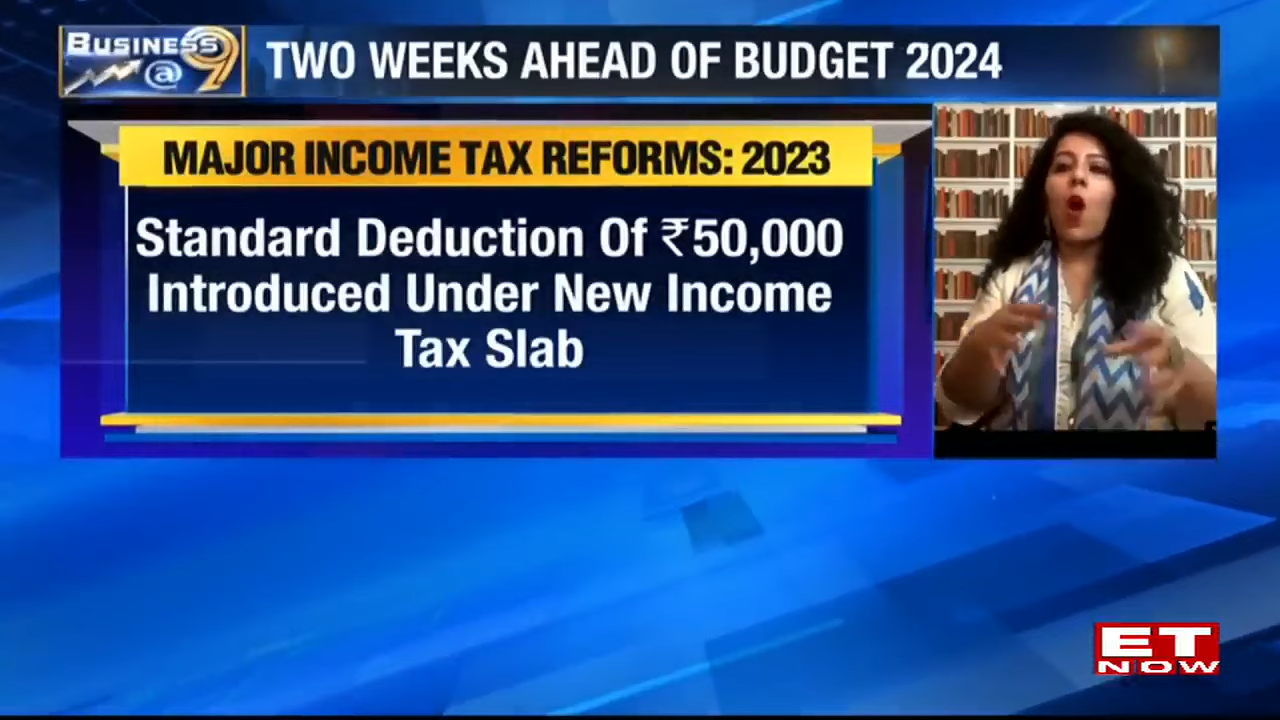 BUSINESS
@9
TWO WEEKS AHEAD OF BUDGET 2024
MAJOR INCOME TAX REFORMS: 2023
Standard Deduction Of ₹50,000
Introduced Under New Income
Tax Slab
ET
NOW